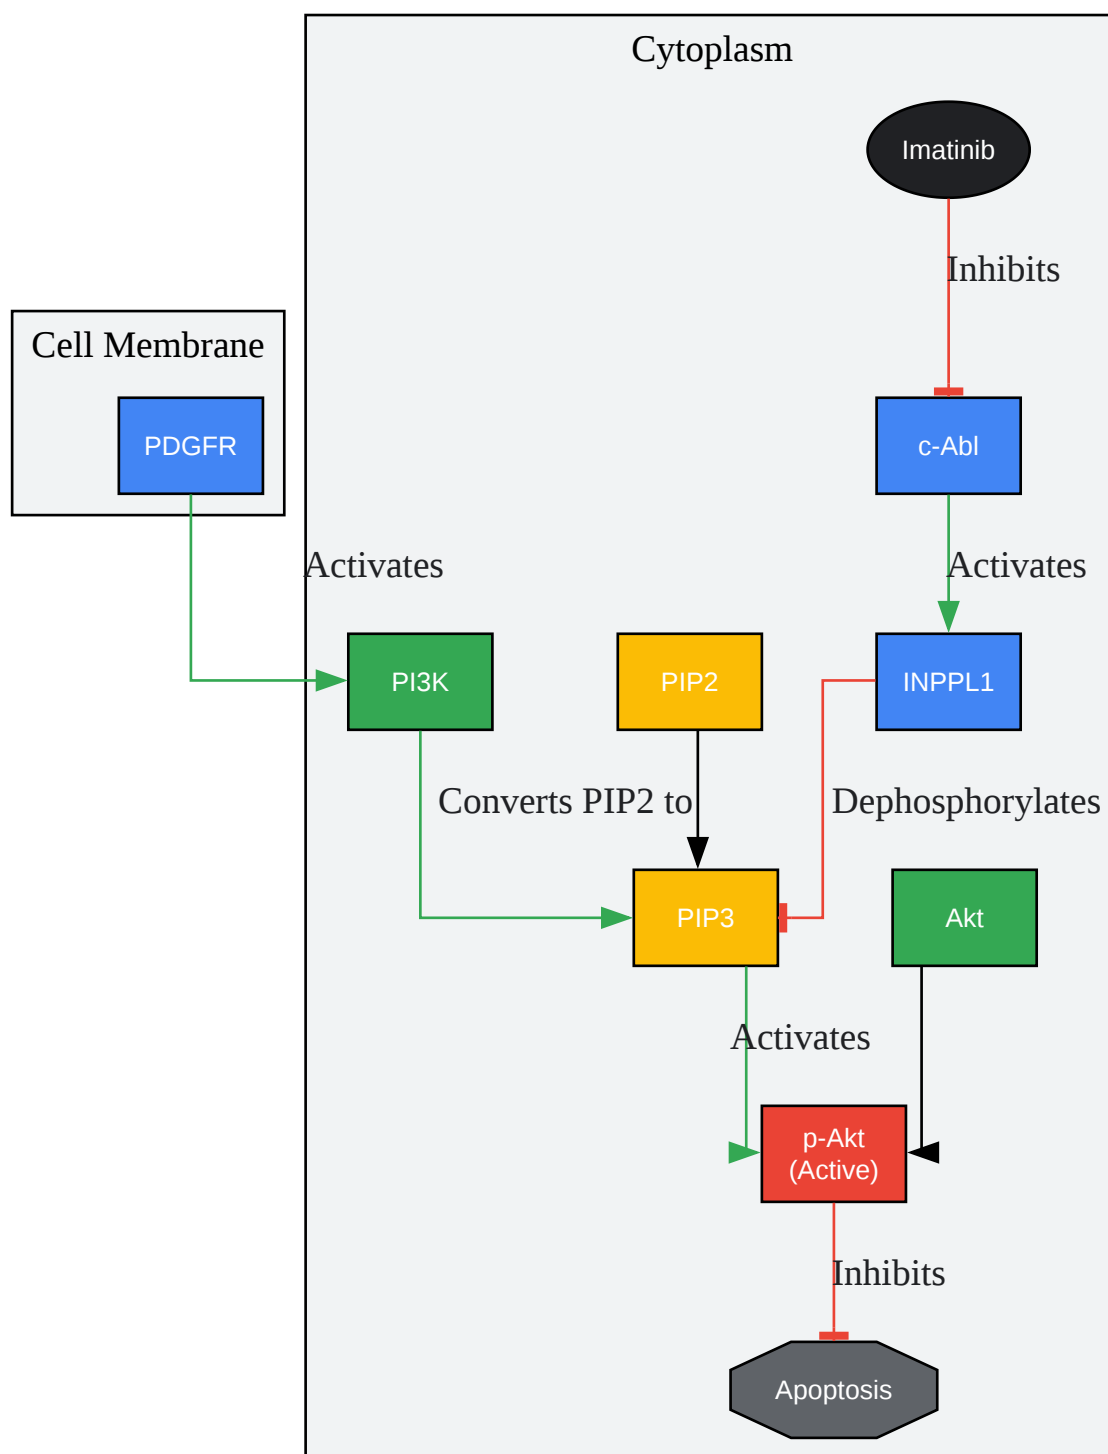 Cytoplasm
Imatinib
Inhibits
Cell Membrane
PDGFR
c-Abl
Activates
Activates
PI3K
PIP2
INPPL1
Converts PIP2 to
Dephosphorylates
PIP3
Akt
Activates
p-Akt
(Active)
Inhibits
Apoptosis